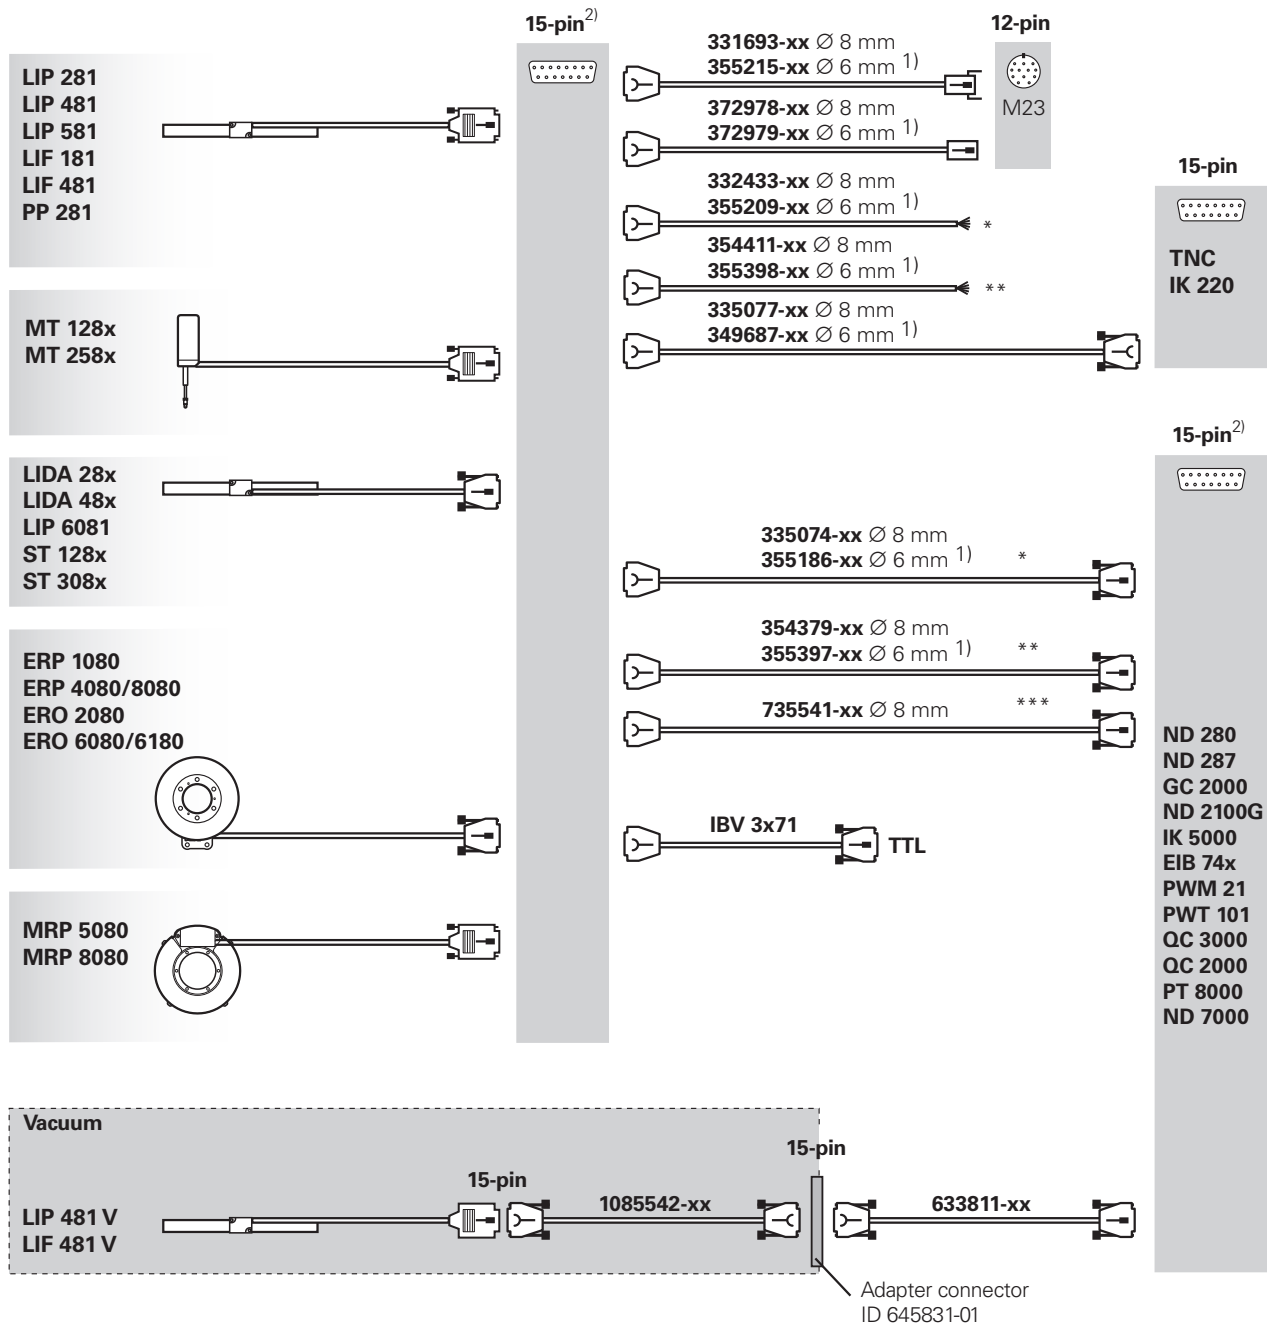 15-pin2)
12-pin
LIP 281
LIP 481
LIP 581
LIF 181
LIF 481
PP 281
331693-xx Ø 8 mm
355215-xx Ø 6 mm 1)
M23
372978-xx Ø 8 mm
372979-xx Ø 6 mm 1)
332433-xx Ø 8 mm
355209-xx Ø 6 mm 1)
*
354411-xx Ø 8 mm
355398-xx Ø 6 mm 1)
**
335077-xx Ø 8 mm
349687-xx Ø 6 mm 1)
15-pin
TNC
IK 220
MT 128x
MT 258x
LIDA 28x
LIDA 48x
LIP 6081
ST 128x
ST 308x
15-pin2)
335074-xx Ø 8 mm
355186-xx Ø 6 mm 1) *
354379-xx Ø 8 mm
355397-xx Ø 6 mm 1) **
735541-xx Ø 8 mm ***
ERP 1080
ERP 4080/8080
ERO 2080
ERO 6080/6180
IBV 3x71
TTL
ND 280
ND 287
GC 2000
ND 2100G
IK 5000
EIB 74x
PWM 21
PWT 101
QC 3000
QC 2000
PT 8000
ND 7000
MRP 5080
MRP 8080
Vacuum
15-pin
15-pin
LIP 481 V
LIF 481 V
1085542-xx
633811-xx
Adapter connector
ID 645831-01